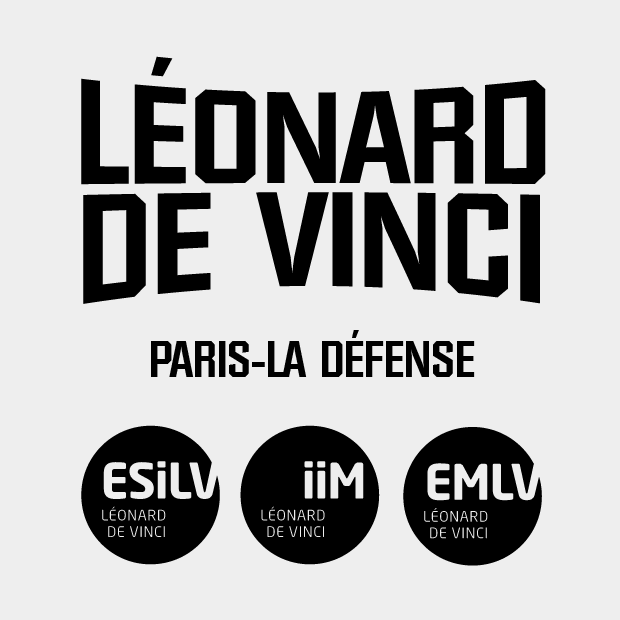 LÉONARD
DE VINCI
PARIS-LA DÉFENSE
ESiLV
LÉONARD
DE VINCI
iiM
LÉONARD
DE VINCI
EMLV
LÉONARD
DE VINCI